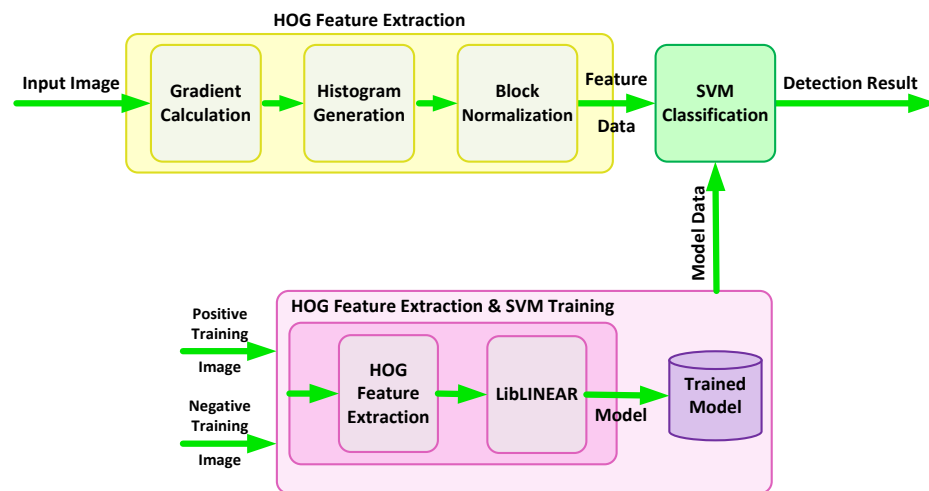 HOG Feature Extraction
Input Image
Gradient
Calculation
Histogram
Generation
Block
Normalization
Feature
Data
SVM
Classification
Detection Result
Model Data
HOG Feature Extraction & SVM Training
Positive
Training
Image
Negative
Training
Image
HOG
Feature
Extraction
LibLINEAR
Model
Trained
Model